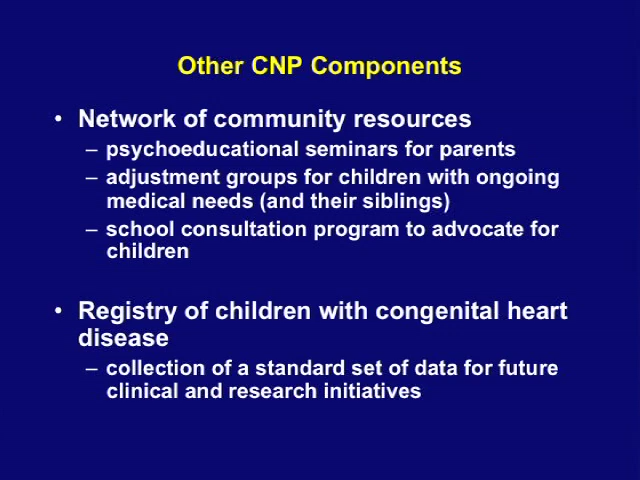 Other CNP Components
• Network of community resources
– psychoeducational seminars for parents
– adjustment groups for children with ongoing
medical needs (and their siblings)
– school consultation program to advocate for
children
• Registry of children with congenital heart
disease
– collection of a standard set of data for future
clinical and research initiatives